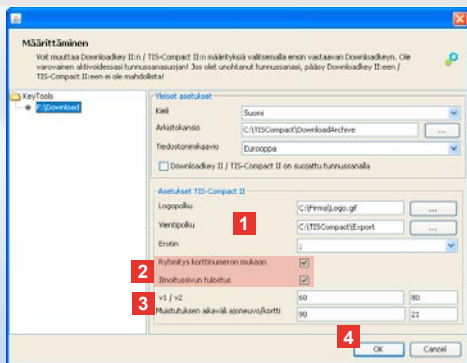 Määrittäminen
Voit muuttaa Downloadkey II:n / TIS-Compact II:n määrityksiä valitsemalla ensin vastaavan Downloadkeyn. Ole
varovainen aktivoidessasi tunnussanasuojan! Jos olet unohtanut tunnussanasi, pääsy Downloadkey II:een /
TIS-Compact II:een ei ole mahdollista!
KeyTools
F:\Download
Yleiset asetukset
Kieli
Suomi
Arkistokansio
C:\TISCompact\DownloadArchive
...
Tiedostonimikaavio
Eurooppa
Downloadkey II / TIS-Compact II on suojattu tunnussanalla
Asetukset TIS-Compact II
Logopolku
C:\Firma\Logo.gif
...
1
Vientipolku
C:\TISCompact\Export
...
Erotin
;
2
Ryhmitys korttinumeron mukaan
Ilmoitussivun tulostus
3
v1 / v2
60
80
Muistutuksen aikaväli ajoneuvo/kortti
90
21
4
OK
Cancel